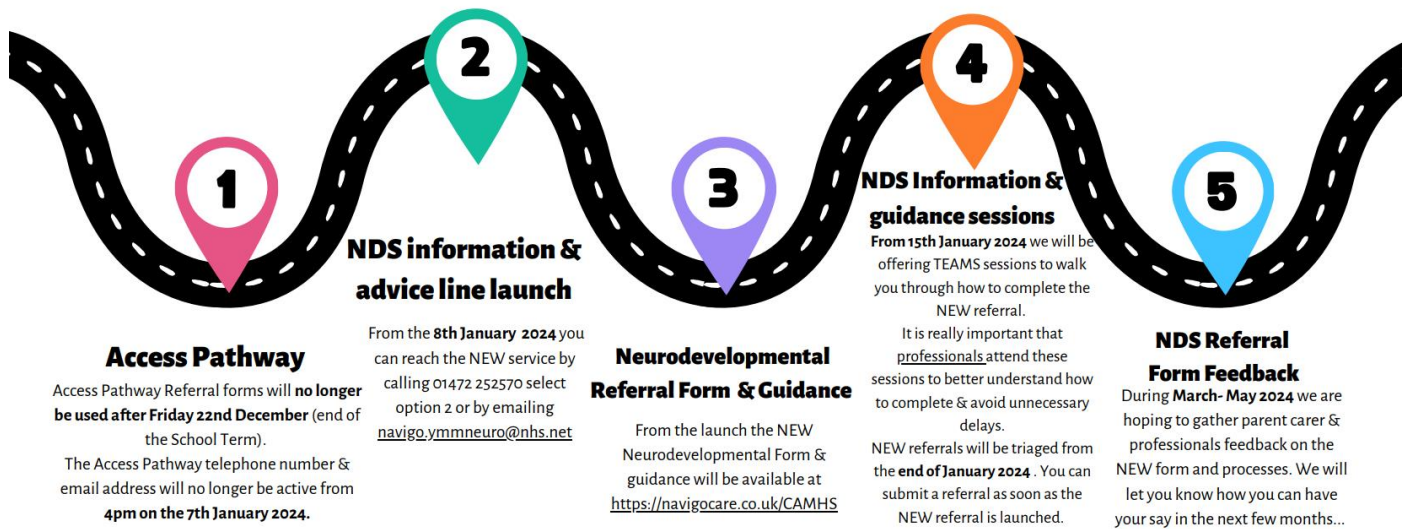 1
Access Pathway
Access Pathway Referral forms will no longer
be used after Friday 22nd December (end of
the School Term).
The Access Pathway telephone number &
email address will no longer be active from
4pm on the 7th January 2024.
2
NDS information &
advice line launch
From the 8th January 2024 you
can reach the NEW service by
calling 01472 252570 select
option 2 or by emailing
navigo.ymmneuro@nhs.net
3
Neurodevelopmental
Referral Form & Guidance
From the launch the NEW
Neurodevelopmental Form &
guidance will be available at
https://navigocare.co.uk/CAMHS
4
NDS Information &
guidance sessions
From 15th January 2024 we will be
offering TEAMS sessions to walk
you through how to complete the
NEW referral.
It is really important that
professionals attend these
sessions to better understand how
to complete & avoid unnecessary
delays.
NEW referrals will be triaged from
the end of January 2024 . You can
submit a referral as soon as the
NEW referral is launched.
5
NDS Referral
Form Feedback
During March- May 2024 we are
hoping to gather parent carer &
professionals feedback on the
NEW form and processes. We will
let you know how you can have
your say in the next few months...